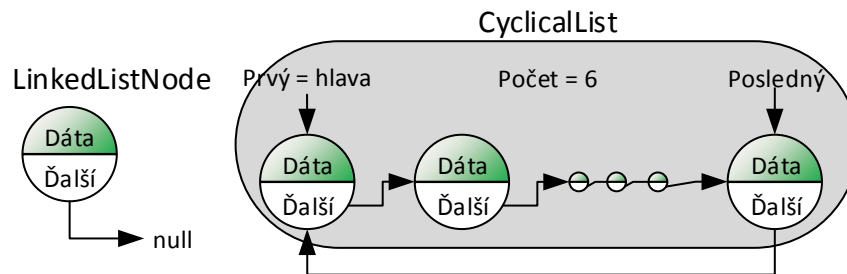 CyclicalList
LinkedListNode
Prvý = hlava
Počet = 6
Posledný
Dáta
Ďalší
null
Dáta
Ďalší
Dáta
Ďalší
Dáta
Ďalší